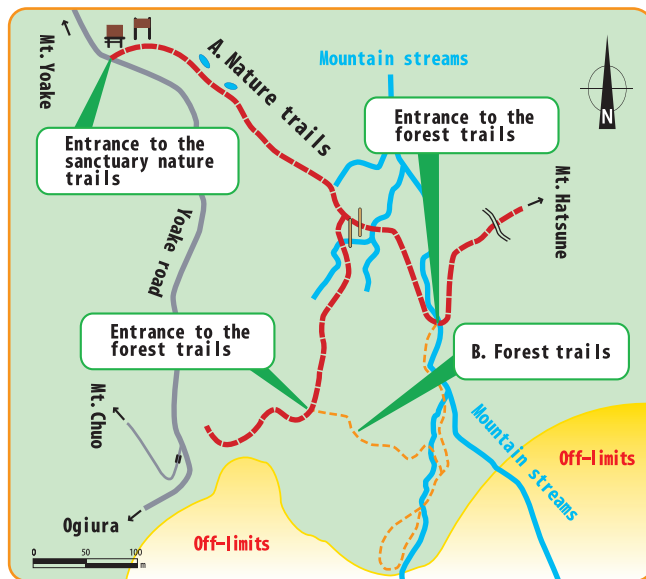 Mt. Yoake
A. Nature trails
Mountain streams
N
Entrance to the
sanctuary nature
trails
Entrance to the
forest trails
Mt. Hatsune
Yoake road
Entrance to the
forest trails
B. Forest trails
Mt. Chuo
Mountain streams
Off-limits
Ogiura
Off-limits
0 50 100
m